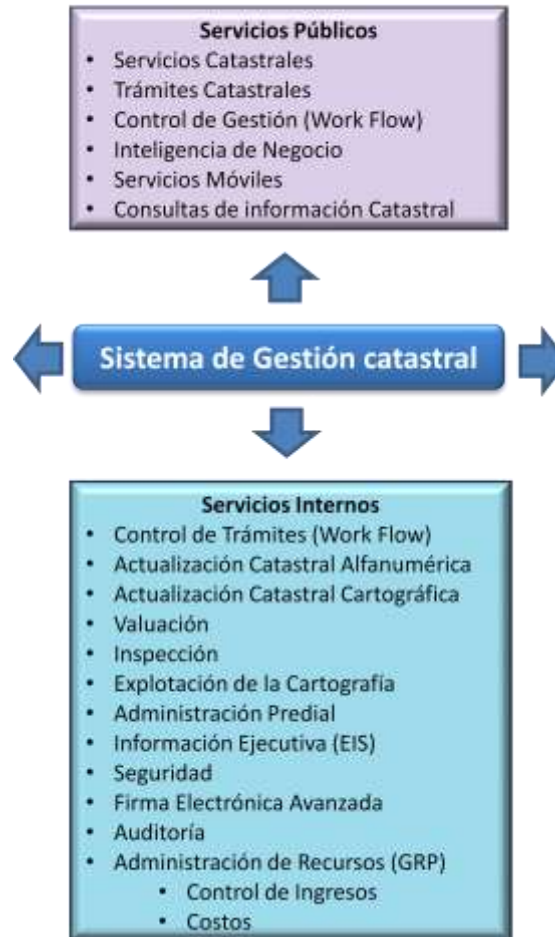 Servicios Públicos
• Servicios Catastrales
• Trámites Catastrales
• Control de Gestión (Work Flow)
• Inteligencia de Negocio
• Servicios Móviles
• Consultas de información Catastral
Sistema de Gestión catastral
Servicios Internos
• Control de Trámites (Work Flow)
• Actualización Catastral Alfanumérica
• Actualización Catastral Cartográfica
• Valuación
• Inspección
• Explotación de la Cartografía
• Administración Predial
• Información Ejecutiva (EIS)
• Seguridad
• Firma Electrónica Avanzada
• Auditoría
• Administración de Recursos (GRP)
• Control de Ingresos
• Costos